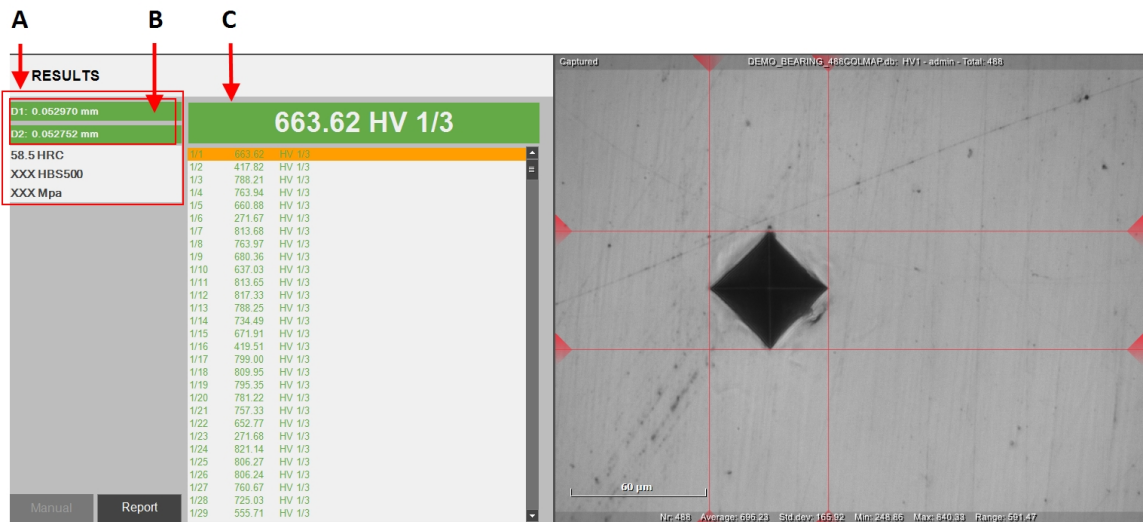 A B C
RESULTS
D1: 0.052970 mm
D2: 0.052752 mm
58.5 HRC
XXX HBS500
XXX Mpa
Manual
Report
663.62 HV 1/3
1/1 663.62 HV 1/3
1/2 417.82 HV 1/3
1/3 788.21 HV 1/3
1/4 763.94 HV 1/3
1/5 660.88 HV 1/3
1/6 271.67 HV 1/3
1/7 813.68 HV 1/3
1/8 763.97 HV 1/3
1/9 680.36 HV 1/3
1/10 637.03 HV 1/3
1/11 813.65 HV 1/3
1/12 817.33 HV 1/3
1/13 788.25 HV 1/3
1/14 734.49 HV 1/3
1/15 671.91 HV 1/3
1/16 419.51 HV 1/3
1/17 799.00 HV 1/3
1/18 809.95 HV 1/3
1/19 795.35 HV 1/3
1/20 781.22 HV 1/3
1/21 757.33 HV 1/3
1/22 652.77 HV 1/3
1/23 271.68 HV 1/3
1/24 821.14 HV 1/3
1/25 806.27 HV 1/3
1/26 806.24 HV 1/3
1/27 760.67 HV 1/3
1/28 725.03 HV 1/3
1/29 555.71 HV 1/3
Captured
DEMO_BEARING_488COLMAP.db: HV1 - admin - Total: 488
60 µm
Nr: 488 Average: 696.23 Std.dev: 165.92 Min: 248.86 Max: 840.33 Range: 591.47